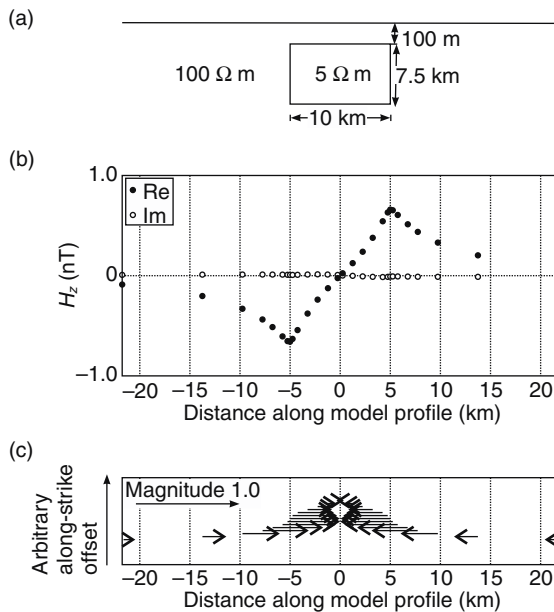 (a)
100 m
100 Ω m
5 Ω m
7.5 km
10 km
(b)
1.0
Re
Im
0
−1.0
H_z (nT)
−20 −15 −10 −5 0 5 10 15 20
Distance along model profile (km)
(c)
Magnitude 1.0
Arbitrary
along-strike
offset
−20 −15 −10 −5 0 5 10 15 20
Distance along model profile (km)